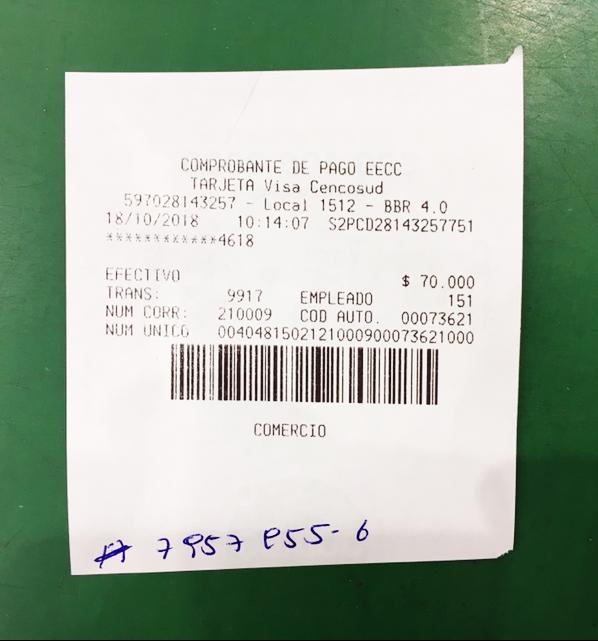 COMPROBANTE DE PAGO EECC
TARJETA Visa Cencosud
597028143257 - Local 1512 - BBR 4.0
18/10/2018 10:14:07 S2PCD28143257751
************4618
EFECTIVO $ 70.000
TRANS: 9917 EMPLEADO 151
NUM CORR: 210009 COD AUTO. 00073621
NUM UNICO 004048150212100090007362​1000
COMERCIO
7957 855-6